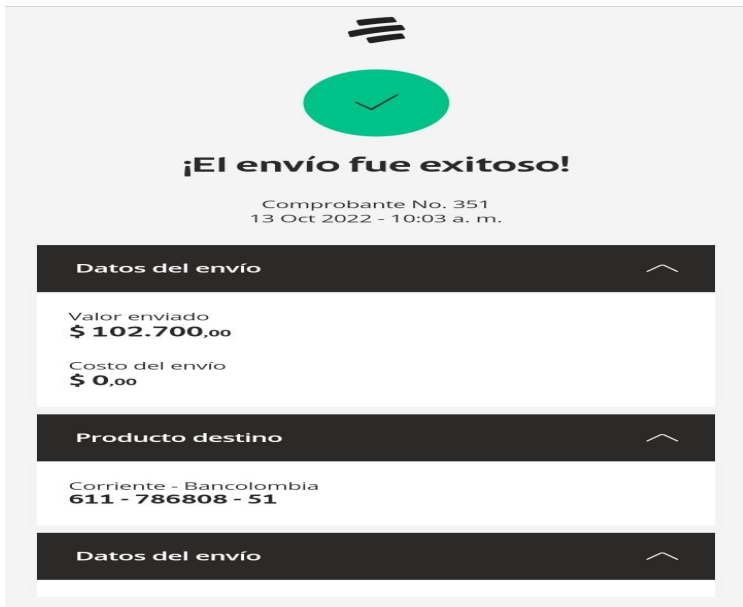 ¡El envío fue exitoso!
Comprobante No. 351
13 Oct 2022 - 10:03 a. m.
Datos del envío
Valor enviado
$ 102.700,00
Costo del envío
$ 0,00
Producto destino
Corriente - Bancolombia
611 - 786808 - 51
Datos del envío